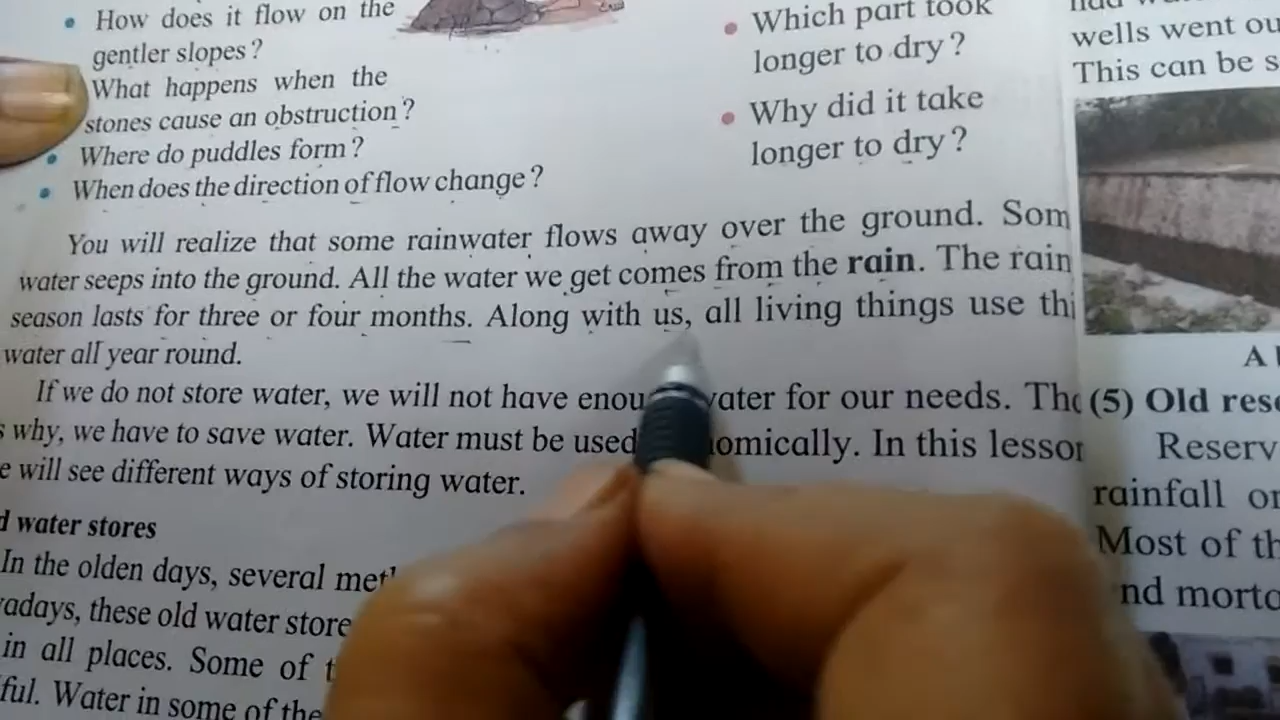 How does it flow on the
gentler slopes?
What happens when the
stones cause an obstruction?
Where do puddles form?
When does the direction of flow change?
Which part took
longer to dry?
Why did it take
longer to dry?
You will realize that some rainwater flows away over the ground. Som
water seeps into the ground. All the water we get comes from the rain. The rain
season lasts for three or four months. Along with us, all living things use thi
water all year round.
If we do not store water, we will not have enou water for our needs. Th
s why, we have to save water. Water must be used omically. In this lesson
e will see different ways of storing water.
d water stores
In the olden days, several met
adays, these old water store
in all places. Some of t
ful. Water in some of the
wells went ou
This can be s
A
(5) Old rese
Reserv
rainfall or
Most of th
nd morta